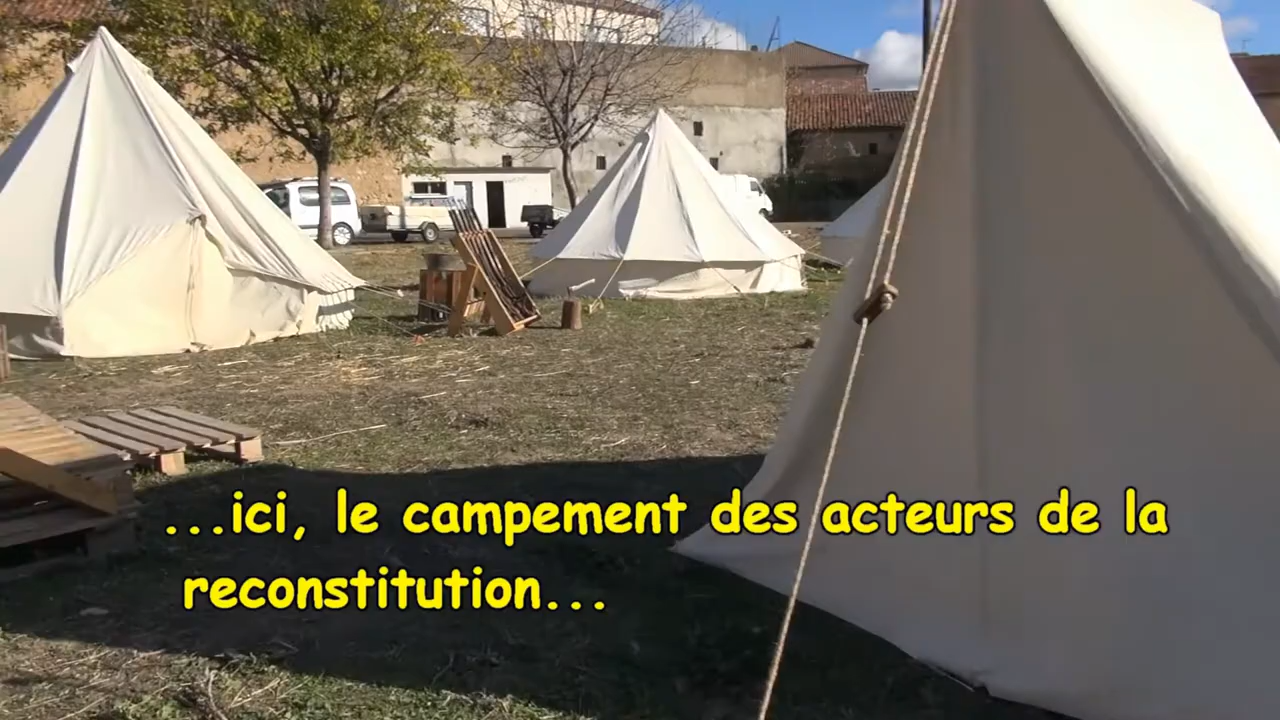 ...ici, le campement des acteurs de la
reconstitution...